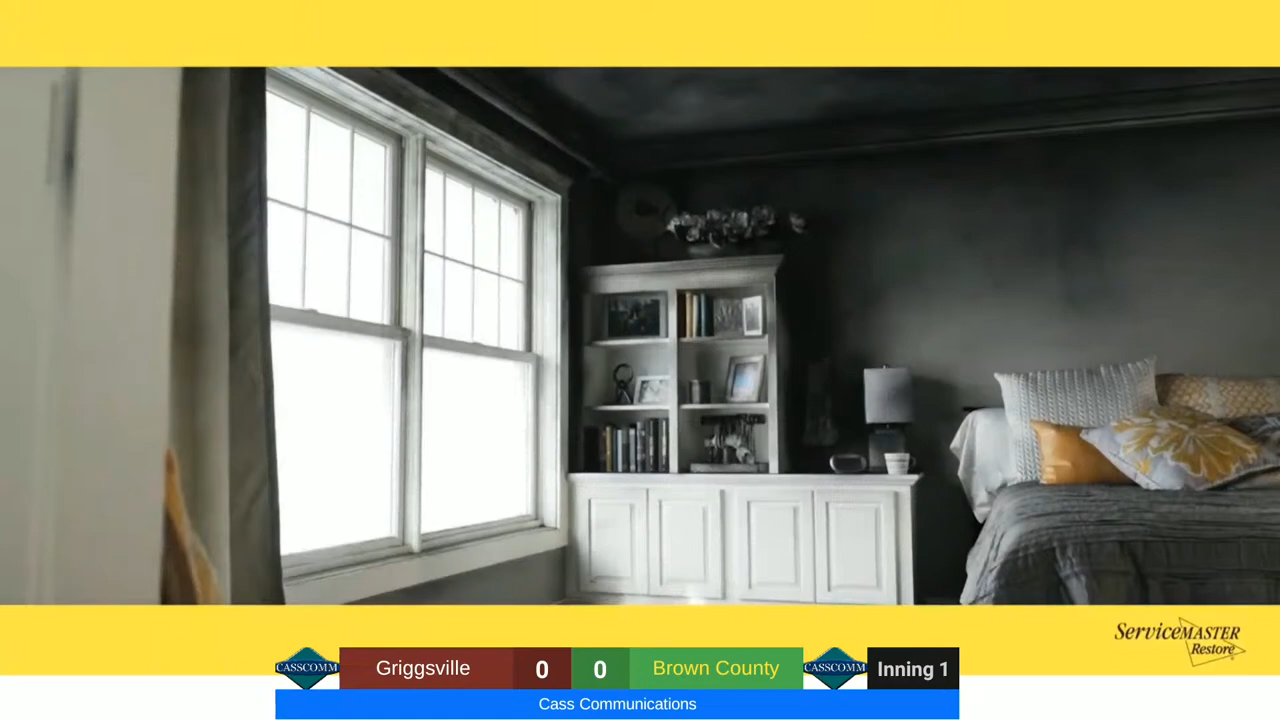 ServiceMASTER
Restore
CASSCOMM Griggsville 0 0 Brown County CASSCOMM Inning 1
Cass Communications